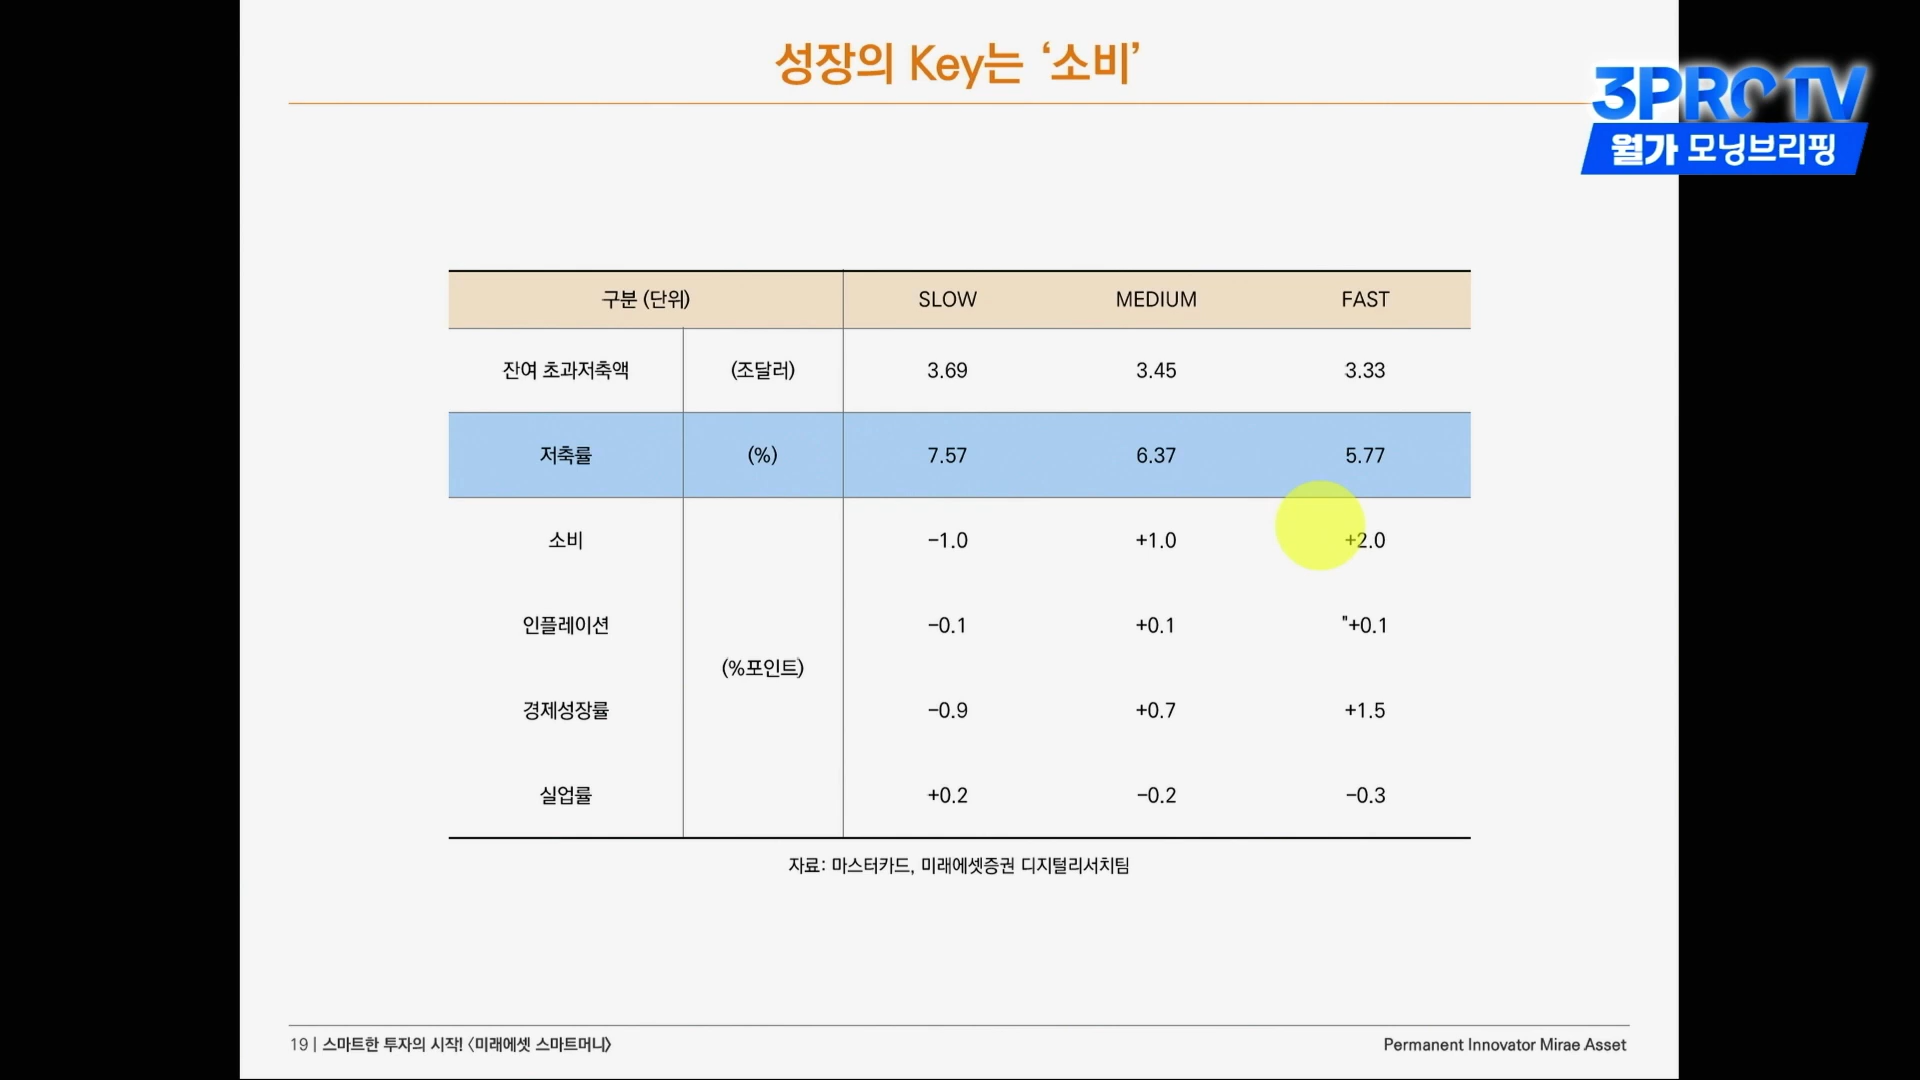 성장의 Key는 ‘소비’
3PROTV
월가 모닝브리핑
구분 (단위) SLOW MEDIUM FAST
잔여 초과저축액 (조달러) 3.69 3.45 3.33
저축률 (%) 7.57 6.37 5.77
소비 -1.0 +1.0 +2.0
인플레이션 -0.1 +0.1 "+0.1
(%포인트)
경제성장률 -0.9 +0.7 +1.5
실업률 +0.2 -0.2 -0.3
자료: 마스터카드, 미래에셋증권 디지털리서치팀
19 | 스마트한 투자의 시작! 〈미래에셋 스마트머니〉
Permanent Innovator Mirae Asset